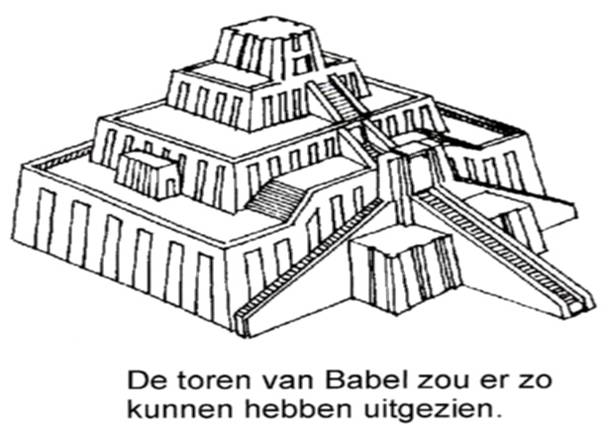 De toren van Babel zou er zo
kunnen hebben uitgezien.